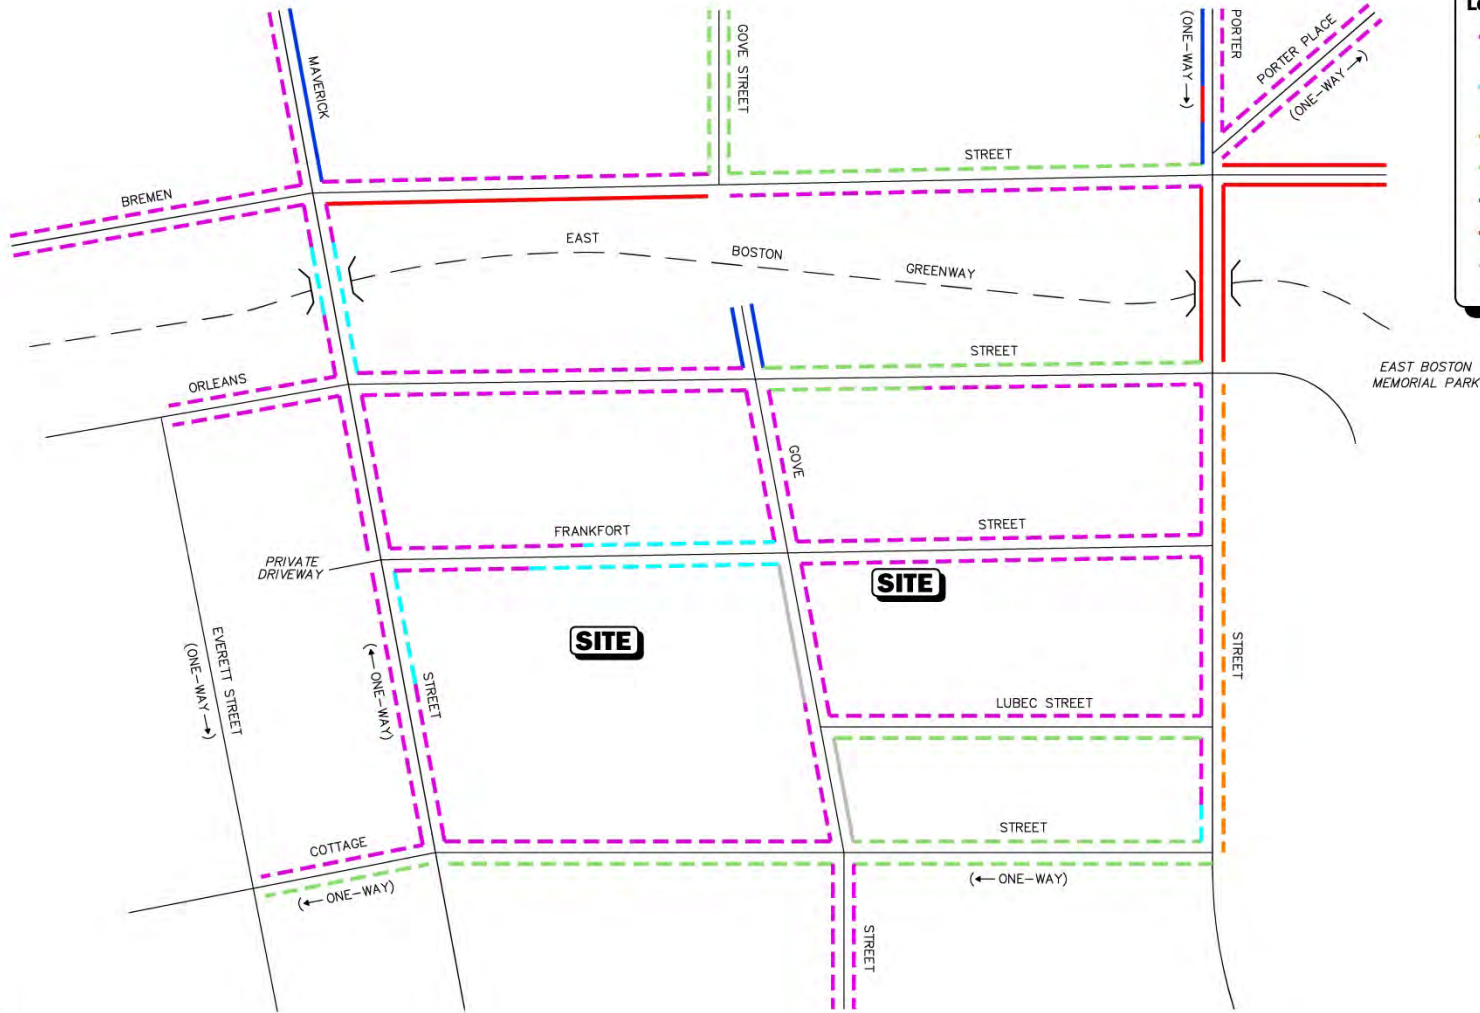 Le
MAVERICK
GOVE STREET
(ONE-WAY →)
PORTER
PORTER PLACE
(ONE-WAY →)
STREET
BREMEN
EAST
BOSTON
GREENWAY
STREET
ORLEANS
EAST BOSTON
MEMORIAL PARK
GOVE
FRANKFORT
STREET
PRIVATE
DRIVEWAY
SITE
SITE
EVERETT STREET
(ONE-WAY →)
(← ONE-WAY)
STREET
STREET
LUBEC STREET
STREET
COTTAGE
(← ONE-WAY)
(← ONE-WAY)
STREET